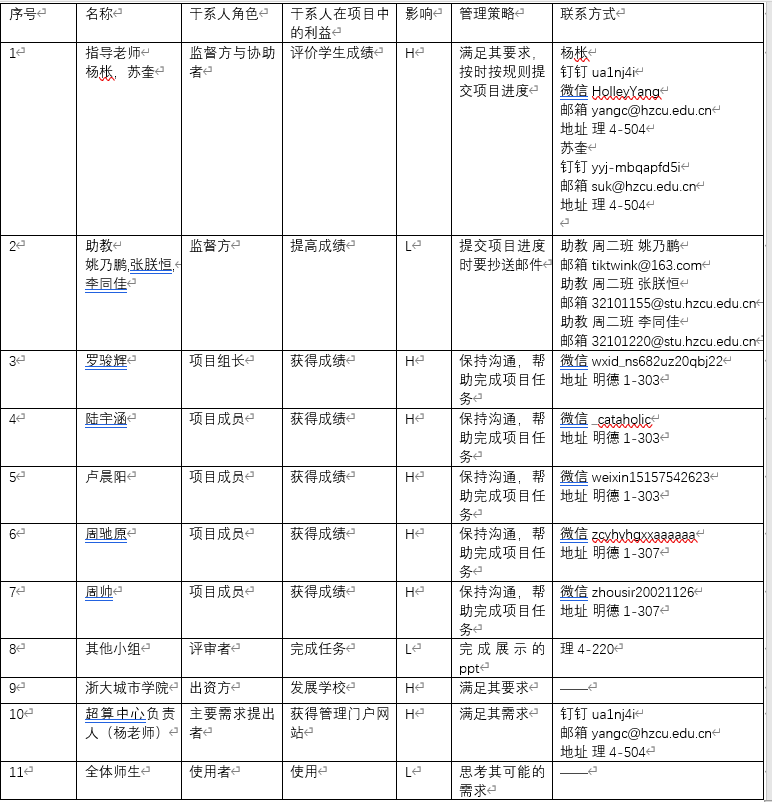 序号 名称 干系人角色 干系人在项目中的利益 影响 管理策略 联系方式
1 指导老师 监督方与协助者 评价学生成绩 H 满足其要求，按时按规则提交项目进度 杨枨
杨枨，苏奎
钉钉 ua1nj4i
微信 HolleyYang
邮箱 yangc@hzcu.edu.cn
地址 理 4-504
苏奎
钉钉 yyj-mbqapfd5i
邮箱 suk@hzcu.edu.cn
地址 理 4-504
2 助教 监督方 提高成绩 L 提交项目进度时要抄送邮件 助教 周二班 姚乃鹏
姚乃鹏,张朕恒,
李同佳
邮箱 tiktwink@163.com
助教 周二班 张朕恒
邮箱 32101155@stu.hzcu.edu.cn
助教 周二班 李同佳
邮箱 32101220@stu.hzcu.edu.cn
3 罗骏辉 项目组长 获得成绩 H 保持沟通，帮助完成项目任务 微信 wxid_ns682uz20qbj22
地址 明德 1-303
4 陆宇涵 项目成员 获得成绩 H 保持沟通，帮助完成项目任务 微信 _cataholic
地址 明德 1-303
5 卢晨阳 项目成员 获得成绩 H 保持沟通，帮助完成项目任务 微信 weixin15157542623
地址 明德 1-303
6 周驰原 项目成员 获得成绩 H 保持沟通，帮助完成项目任务 微信 zcyhyhgxxaaaaaa
地址 明德 1-307
7 周帅 项目成员 获得成绩 H 保持沟通，帮助完成项目任务 微信 zhousir20021126
地址 明德 1-307
8 其他小组 评审者 完成任务 L 完成展示的ppt 理 4-220
9 浙大城市学院 出资方 发展学校 H 满足其要求 ——
10 超算中心负责人（杨老师） 主要需求提出者 获得管理门户网站 H 满足其需求 钉钉 ua1nj4i
邮箱 yangc@hzcu.edu.cn
地址 理 4-504
11 全体师生 使用者 使用 L 思考其可能的需求 ——